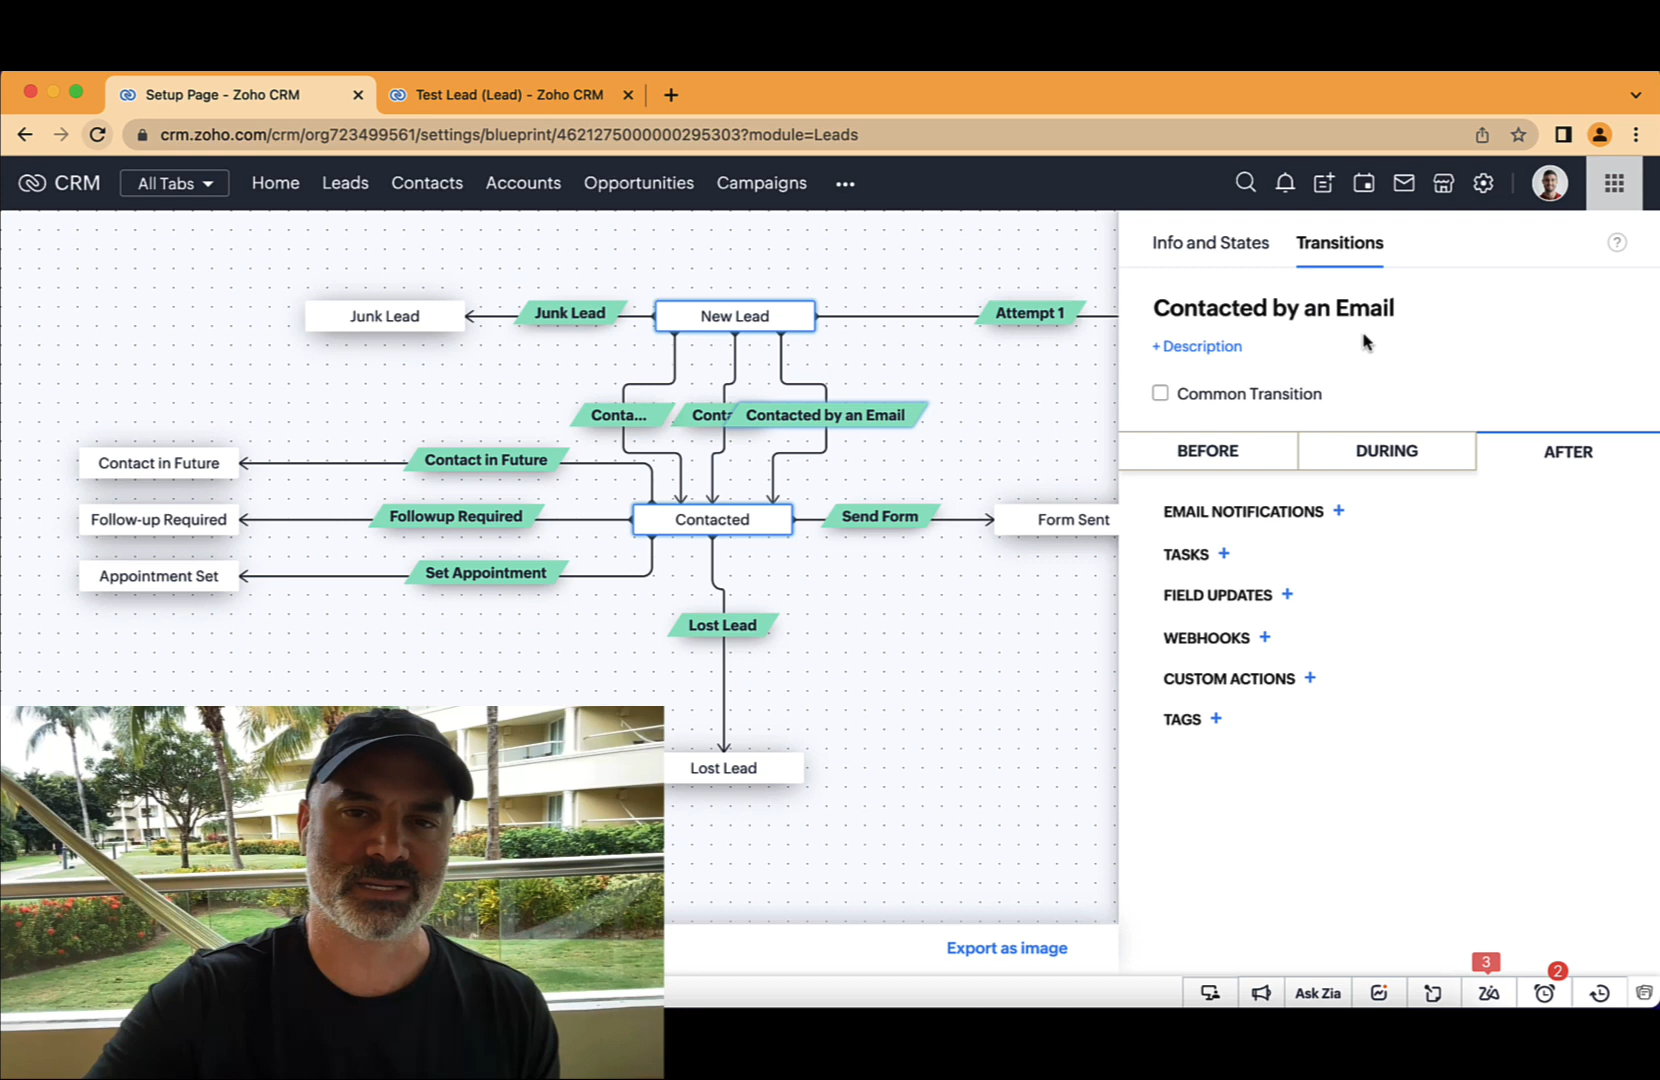 Setup Page - Zoho CRM
Test Lead (Lead) - Zoho CRM
crm.zoho.com/crm/org723499561/settings/blueprint/4621275000000295303?module=Leads
CRM
All Tabs
Home
Leads
Contacts
Accounts
Opportunities
Campaigns
Info and States
Transitions
?
Junk Lead
Junk Lead
New Lead
Attempt 1
Contacted by an Email
+ Description
Common Transition
Conta...
Conta
Contacted by an Email
BEFORE
DURING
AFTER
Contact in Future
Contact in Future
Follow-up Required
Followup Required
Contacted
Send Form
Form Sent
Appointment Set
Set Appointment
Lost Lead
Lost Lead
EMAIL NOTIFICATIONS +
TASKS +
FIELD UPDATES +
WEBHOOKS +
CUSTOM ACTIONS +
TAGS +
Export as image
3
2
Ask Zia